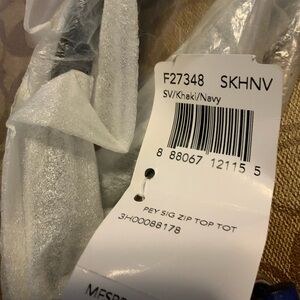 F27348 SKHNV
SV/Khaki/Navy
8 88067 12115 5
PEY SIG ZIP TOP TOT
3H00088178